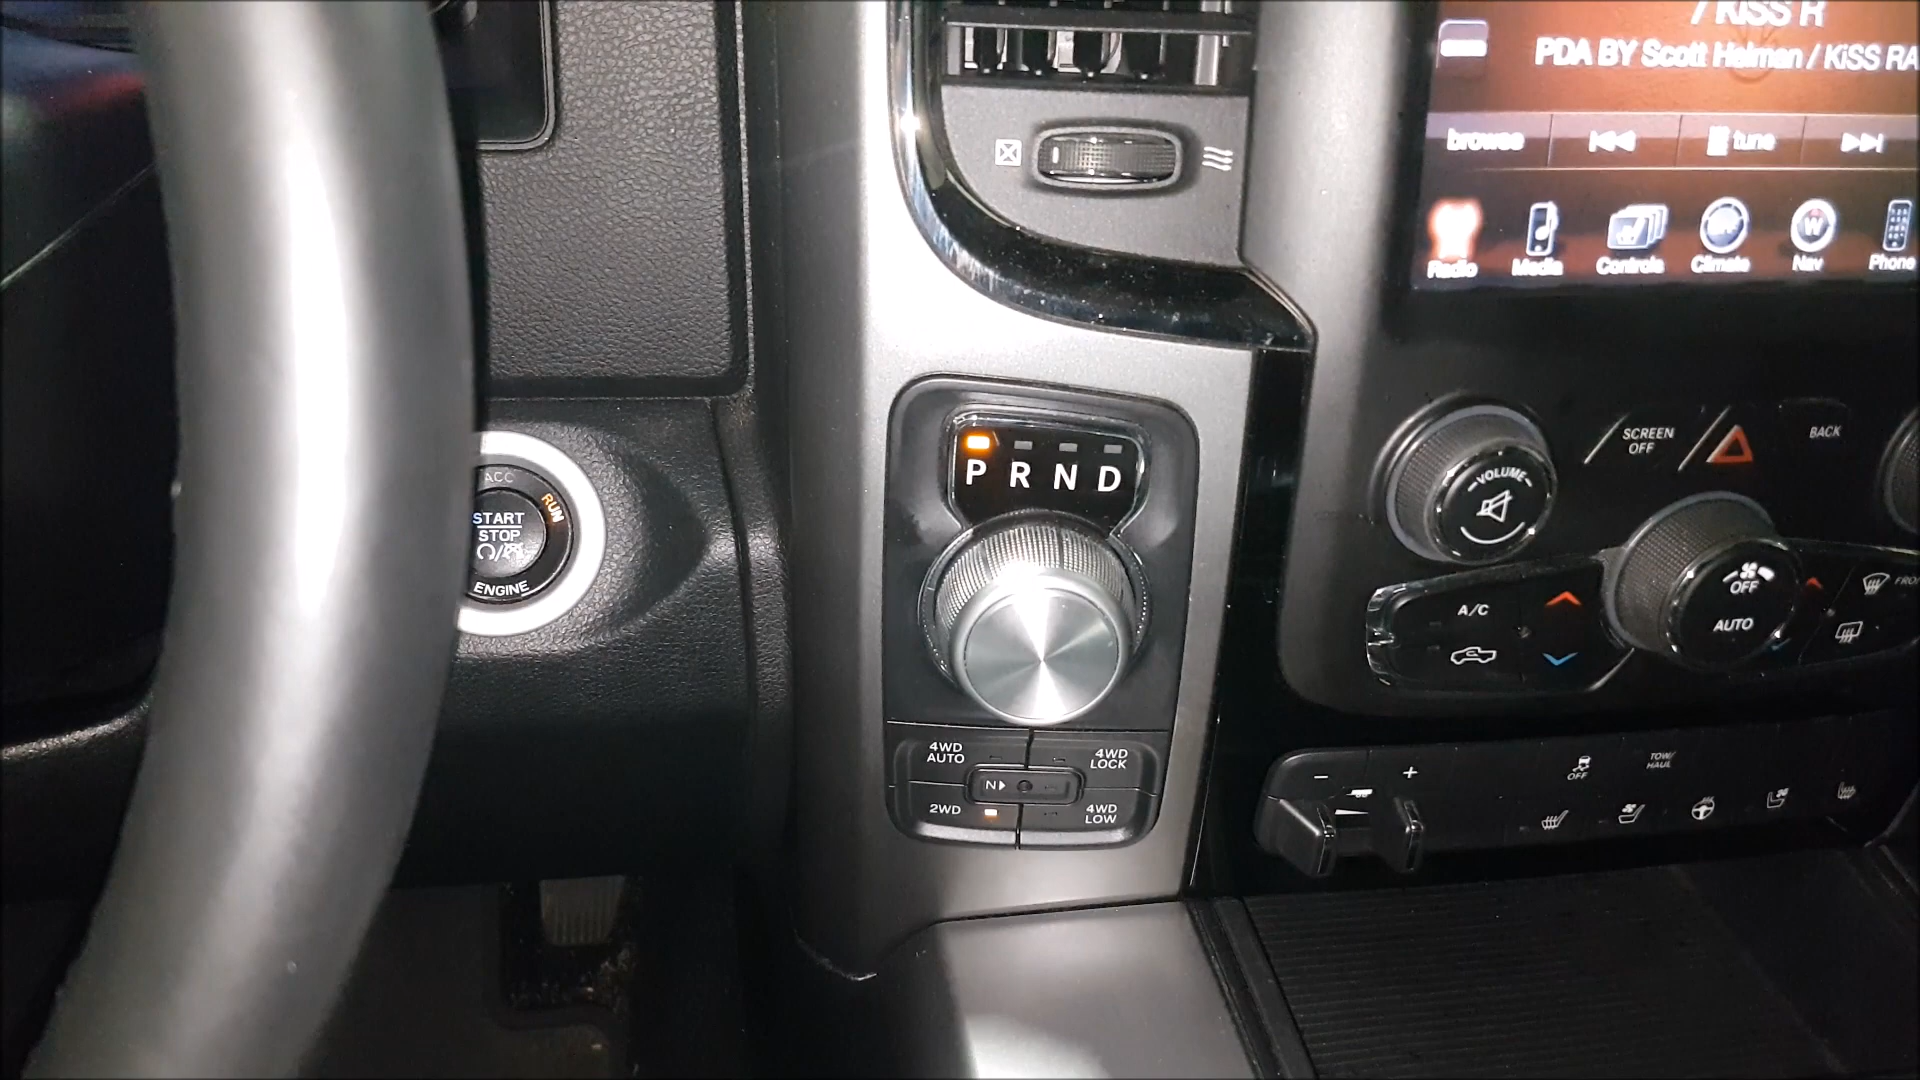 / KiSS R
PDA BY Scott Helman / KiSS RA
browse
tune
Radio
Media
Controls
Climate
W
Nav
Phone
ACC
RUN
START
STOP
ENGINE
P R N D
4WD
AUTO
4WD
LOCK
N
2WD
4WD
LOW
VOLUME
SCREEN
OFF
BACK
A/C
OFF
AUTO
FRO
−
+
OFF
TOW/
HAUL